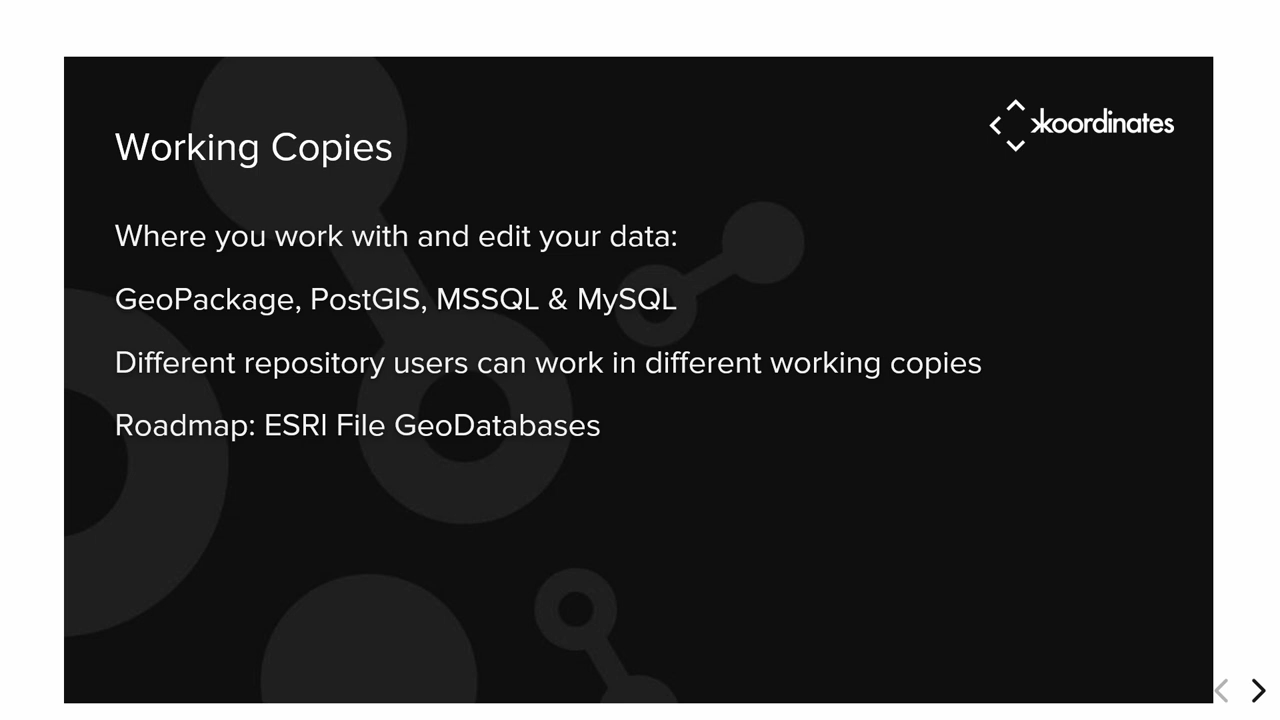 koordinates
Working Copies
Where you work with and edit your data:
GeoPackage, PostGIS, MSSQL & MySQL
Different repository users can work in different working copies
Roadmap: ESRI File GeoDatabases